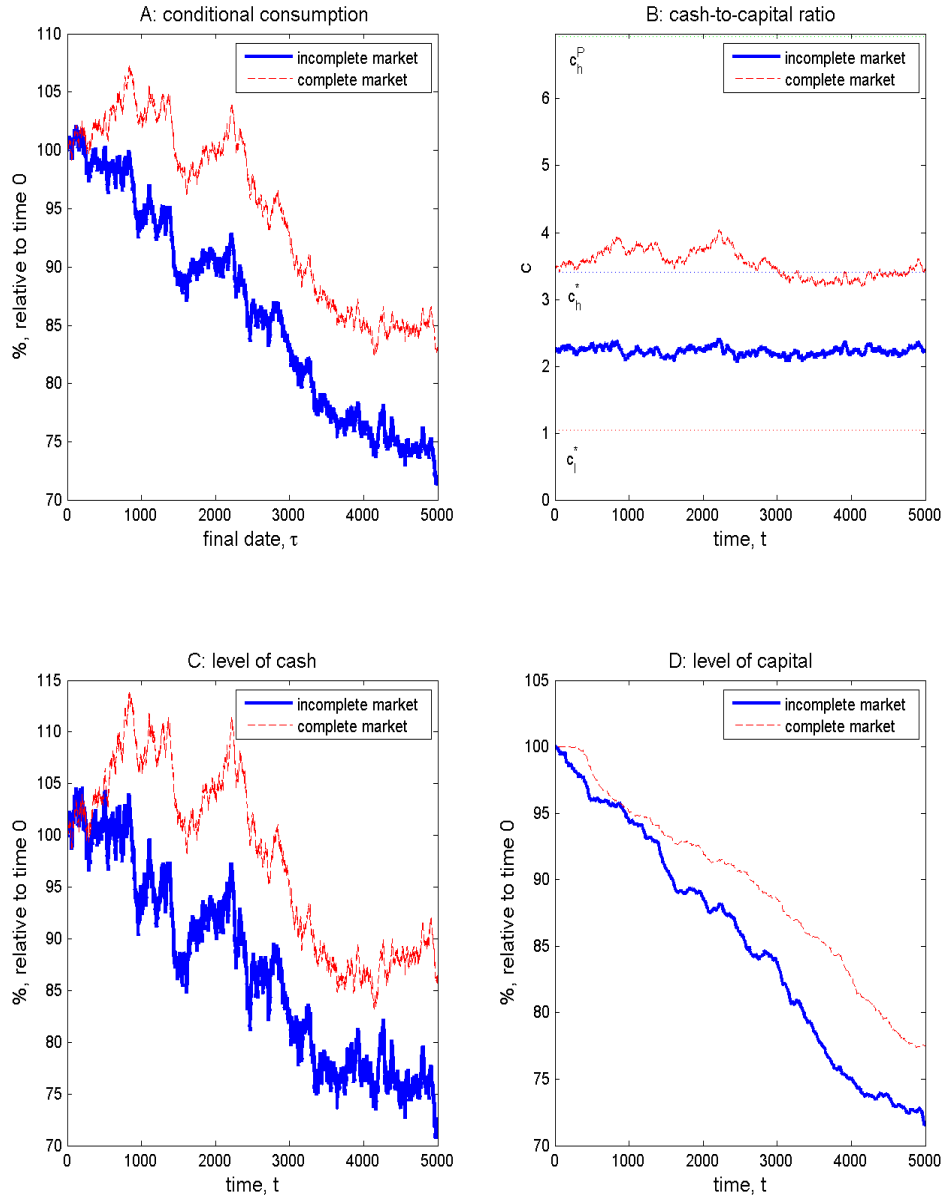 A: conditional consumption
110
105
100
95
90
85
80
75
70
%, relative to time 0
incomplete market
complete market
0 1000 2000 3000 4000 5000
final date, τ
B: cash-to-capital ratio
6
5
4
3
2
1
0
c
c_h^P
c_h^*
c_l^*
incomplete market
complete market
0 1000 2000 3000 4000 5000
time, t
C: level of cash
115
110
105
100
95
90
85
80
75
70
%, relative to time 0
incomplete market
complete market
0 1000 2000 3000 4000 5000
time, t
D: level of capital
105
100
95
90
85
80
75
70
%, relative to time 0
incomplete market
complete market
0 1000 2000 3000 4000 5000
time, t